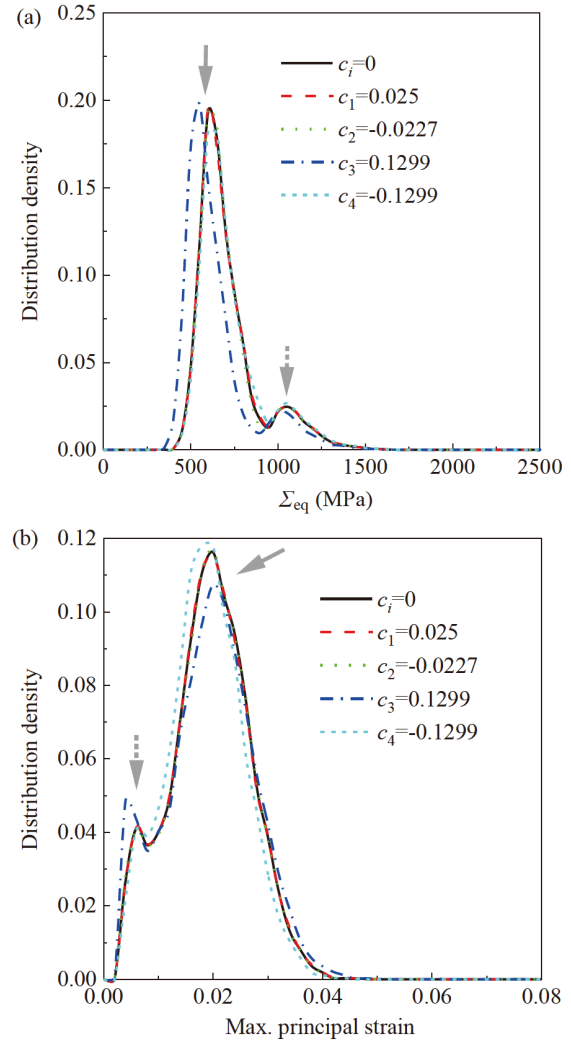 (a)
0.25
0.20
0.15
0.10
0.05
0.00
Distribution density
c_i=0
c_1=0.025
c_2=-0.0227
c_3=0.1299
c_4=-0.1299
0 500 1000 1500 2000 2500
Σ_eq (MPa)
(b)
0.12
0.10
0.08
0.06
0.04
0.02
0.00
Distribution density
c_i=0
c_1=0.025
c_2=-0.0227
c_3=0.1299
c_4=-0.1299
0.00 0.02 0.04 0.06 0.08
Max. principal strain